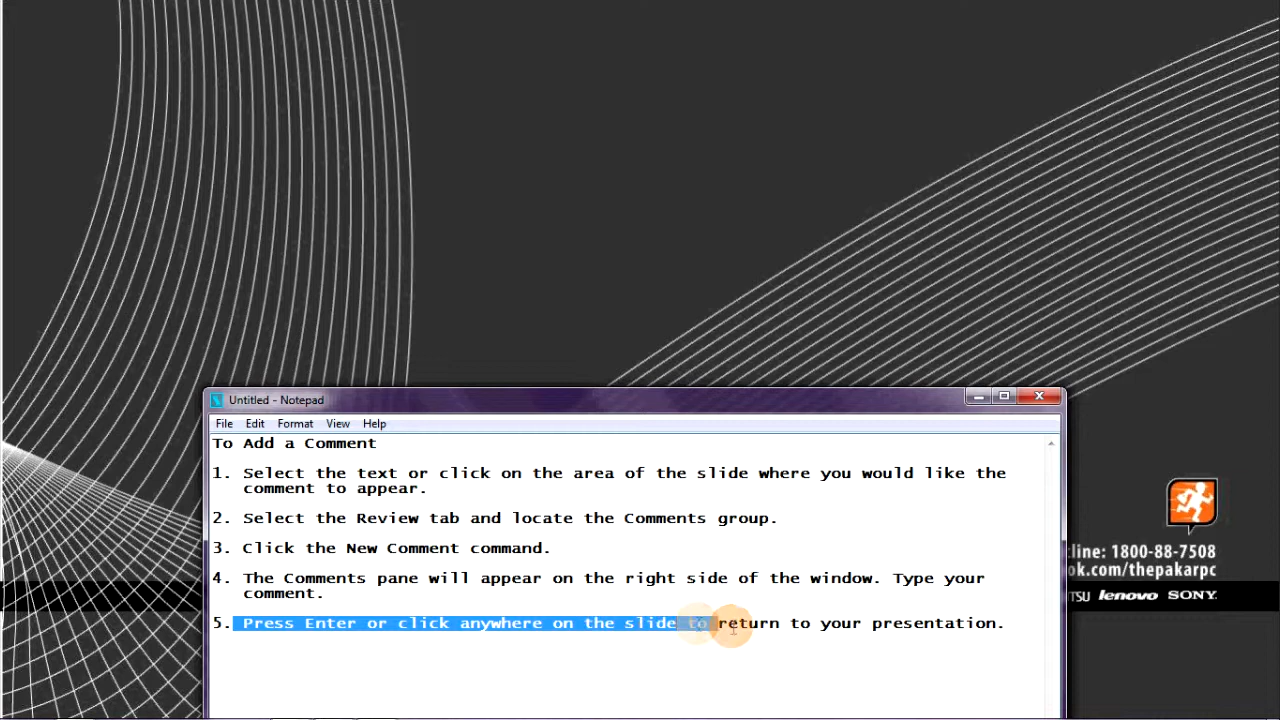 Untitled - Notepad
File Edit Format View Help
To Add a Comment
1. Select the text or click on the area of the slide where you would like the
comment to appear.
2. Select the Review tab and locate the Comments group.
3. Click the New Comment command.
4. The Comments pane will appear on the right side of the window. Type your
comment.
5. Press Enter or click anywhere on the slide to return to your presentation.
tline: 1800-88-7508
ok.com/thepakarpc
ITSU lenovo SONY.